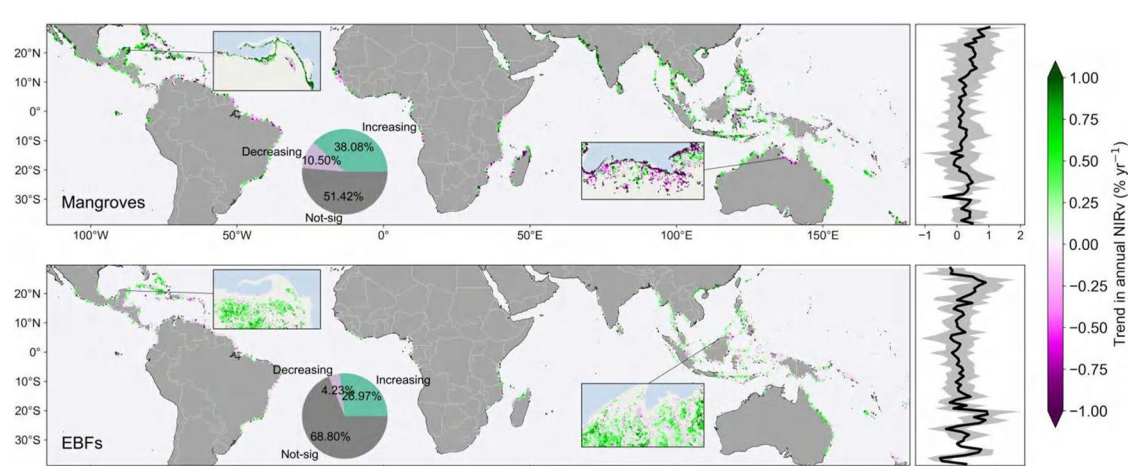 20°N
10°N
0°
10°S
20°S
30°S
Increasing
38.08%
Decreasing
10.50%
51.42%
Not-sig
Mangroves
100°W
50°W
0°
50°E
100°E
150°E
−1
0
1
2
20°N
10°N
0°
10°S
20°S
30°S
Decreasing
4.23%
Increasing
26.97%
68.80%
Not-sig
EBFs
1.00
0.75
0.50
0.25
0.00
−0.25
−0.50
−0.75
−1.00
Trend in annual NIRv (% yr⁻¹)